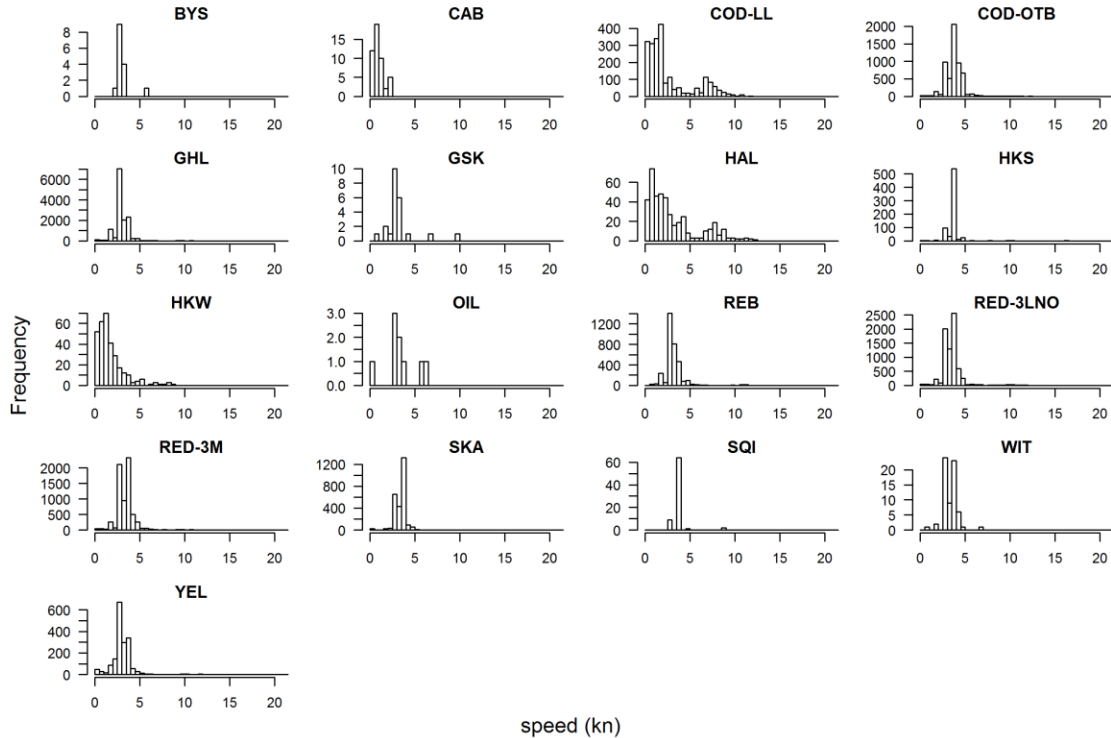 BYS CAB COD-LL COD-OTB
0 2 4 6 8
0 5 10 15
0 100 200 300 400
0 500 1000 2000
0 5 10 15 20
0 5 10 15 20
0 5 10 15 20
0 5 10 15 20
GHL GSK HAL HKS
0 2000 4000 6000
0 2 4 6 8 10
0 20 40 60
0 100 200 300 400 500
0 5 10 15 20
0 5 10 15 20
0 5 10 15 20
0 5 10 15 20
HKW OIL REB RED-3LNO
0 20 40 60
0.0 1.0 2.0 3.0
0 400 800 1200
0 500 1000 1500 2000 2500
0 5 10 15 20
0 5 10 15 20
0 5 10 15 20
0 5 10 15 20
Frequency
RED-3M SKA SQI WIT
0 500 1000 1500 2000
0 400 800 1200
0 20 40 60
0 5 10 15 20
0 5 10 15 20
0 5 10 15 20
0 5 10 15 20
0 5 10 15 20
YEL
0 200 400 600
0 5 10 15 20
speed (kn)